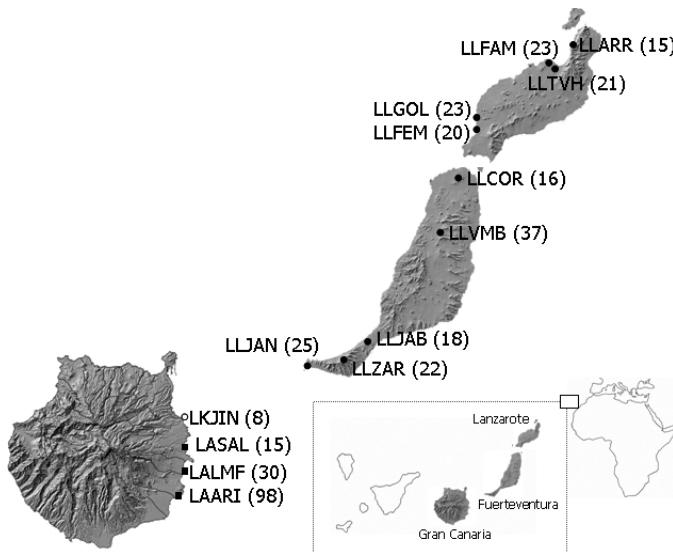 LLFAM (23)
LLARR (15)
LLTVH (21)
LLGOL (23)
LLFEM (20)
LLCOR (16)
LLVMB (37)
LLJAB (18)
LLJAN (25)
LLZAR (22)
LKJIN (8)
LASAL (15)
LALMF (30)
LAARI (98)
Lanzarote
Fuerteventura
Gran Canaria